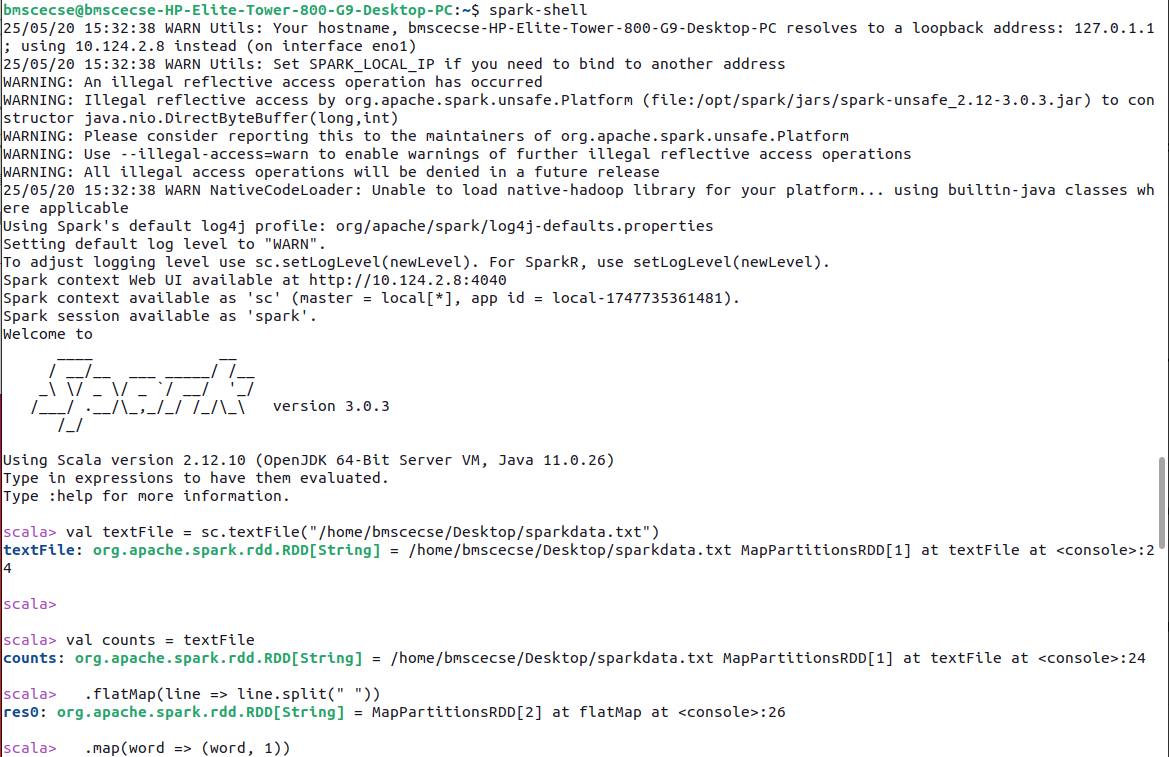 bmscecse@bmscecse-HP-Elite-Tower-800-G9-Desktop-PC:~$ spark-shell
25/05/20 15:32:38 WARN Utils: Your hostname, bmscecse-HP-Elite-Tower-800-G9-Desktop-PC resolves to a loopback address: 127.0.1.1
; using 10.124.2.8 instead (on interface eno1)
25/05/20 15:32:38 WARN Utils: Set SPARK_LOCAL_IP if you need to bind to another address
WARNING: An illegal reflective access operation has occurred
WARNING: Illegal reflective access by org.apache.spark.unsafe.Platform (file:/opt/spark/jars/spark-unsafe_2.12-3.0.3.jar) to con
structor java.nio.DirectByteBuffer(long,int)
WARNING: Please consider reporting this to the maintainers of org.apache.spark.unsafe.Platform
WARNING: Use --illegal-access=warn to enable warnings of further illegal reflective access operations
WARNING: All illegal access operations will be denied in a future release
25/05/20 15:32:38 WARN NativeCodeLoader: Unable to load native-hadoop library for your platform... using builtin-java classes wh
ere applicable
Using Spark's default log4j profile: org/apache/spark/log4j-defaults.properties
Setting default log level to "WARN".
To adjust logging level use sc.setLogLevel(newLevel). For SparkR, use setLogLevel(newLevel).
Spark context Web UI available at http://10.124.2.8:4040
Spark context available as 'sc' (master = local[*], app id = local-1747735361481).
Spark session available as 'spark'.
Welcome to
      ____              __
     / __/__  ___ _____/ /__
    _\ \/ _ \/ _ `/ __/  '_/
   /___/ .__/\_,_/_/ /_/\_\   version 3.0.3
      /_/
Using Scala version 2.12.10 (OpenJDK 64-Bit Server VM, Java 11.0.26)
Type in expressions to have them evaluated.
Type :help for more information.
scala> val textFile = sc.textFile("/home/bmscecse/Desktop/sparkdata.txt")
textFile: org.apache.spark.rdd.RDD[String] = /home/bmscecse/Desktop/sparkdata.txt MapPartitionsRDD[1] at textFile at <console>:2
4
scala>
scala> val counts = textFile
counts: org.apache.spark.rdd.RDD[String] = /home/bmscecse/Desktop/sparkdata.txt MapPartitionsRDD[1] at textFile at <console>:24
scala>   .flatMap(line => line.split(" "))
res0: org.apache.spark.rdd.RDD[String] = MapPartitionsRDD[2] at flatMap at <console>:26
scala>   .map(word => (word, 1))